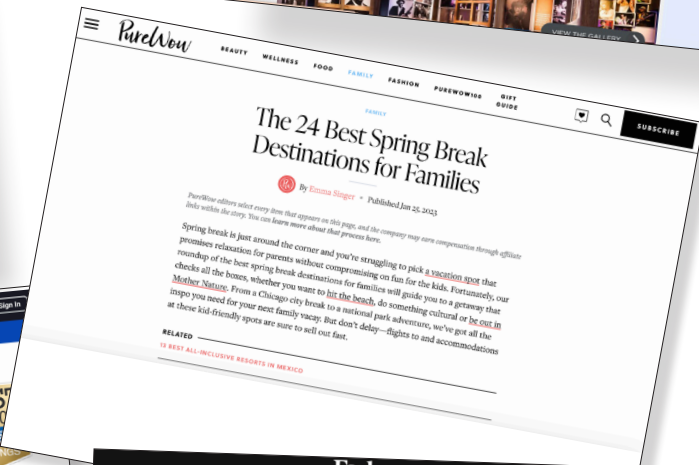 VIEW THE GALLERY
PureWow
BEAUTY WELLNESS FOOD FAMILY FASHION PUREWOW100 GIFT
GUIDE
SUBSCRIBE
FAMILY
The 24 Best Spring Break
Destinations for Families
By Emma Singer • Published Jan 25, 2023
PureWow editors select every item that appears on this page, and the company may earn compensation through affiliate
links within the story. You can learn more about that process here.
Spring break is just around the corner and you're struggling to pick a vacation spot that
promises relaxation for parents without compromising on fun for the kids. Fortunately, our
roundup of the best spring break destinations for families will guide you to a getaway that
checks all the boxes, whether you want to hit the beach, do something cultural or be out in
Mother Nature. From a Chicago city break to a national park adventure, we've got all the
inspo you need for your next family vacay. But don't delay—flights to and accommodations
at these kid-friendly spots are sure to sell out fast.
RELATED
12 BEST ALL-INCLUSIVE RESORTS IN MEXICO
Sign In